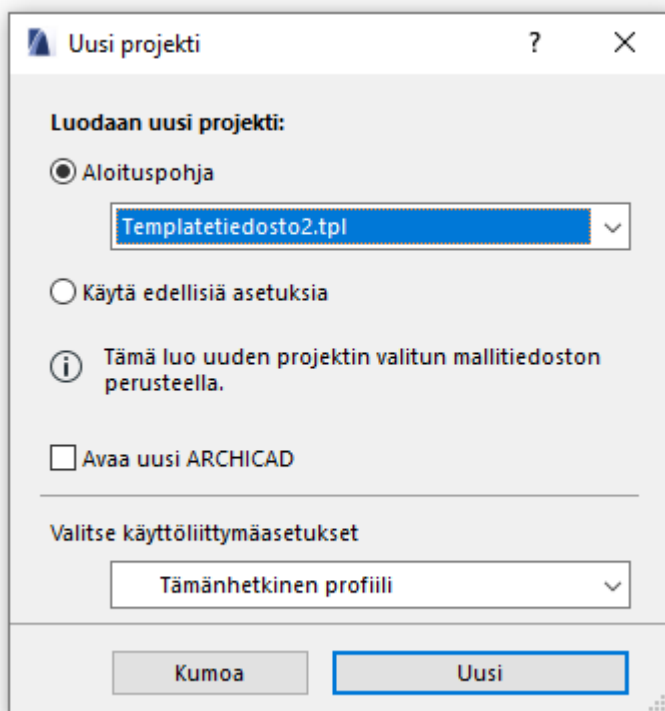 Uusi projekti
Luodaan uusi projekti:
Aloituspohja
Templatetiedosto2.tpl
Käytä edellisiä asetuksia
Tämä luo uuden projektin valitun mallitiedoston
perusteella.
Avaa uusi ARCHICAD
Valitse käyttöliittymäasetukset
Tämänhetkinen profiili
Kumoa
Uusi